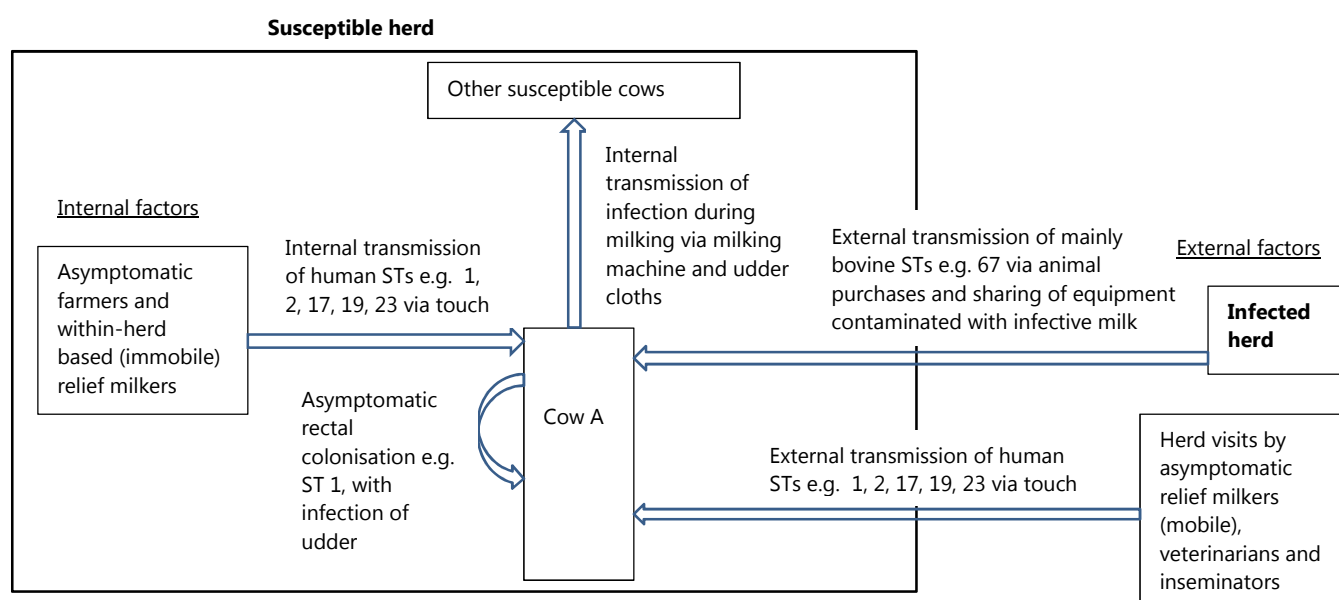 Susceptible herd
Other susceptible cows
Internal
transmission of
infection during
milking via milking
machine and udder
cloths
Internal factors
Asymptomatic
farmers and
within-herd
based (immobile)
relief milkers
Internal transmission
of human STs e.g. 1,
2, 17, 19, 23 via touch
External transmission of mainly
bovine STs e.g. 67 via animal
purchases and sharing of equipment
contaminated with infective milk
External factors
Infected
herd
Asymptomatic
rectal
colonisation e.g.
ST 1, with
infection of
udder
Cow A
External transmission of human
STs e.g. 1, 2, 17, 19, 23 via touch
Herd visits by
asymptomatic
relief milkers
(mobile),
veterinarians and
inseminators